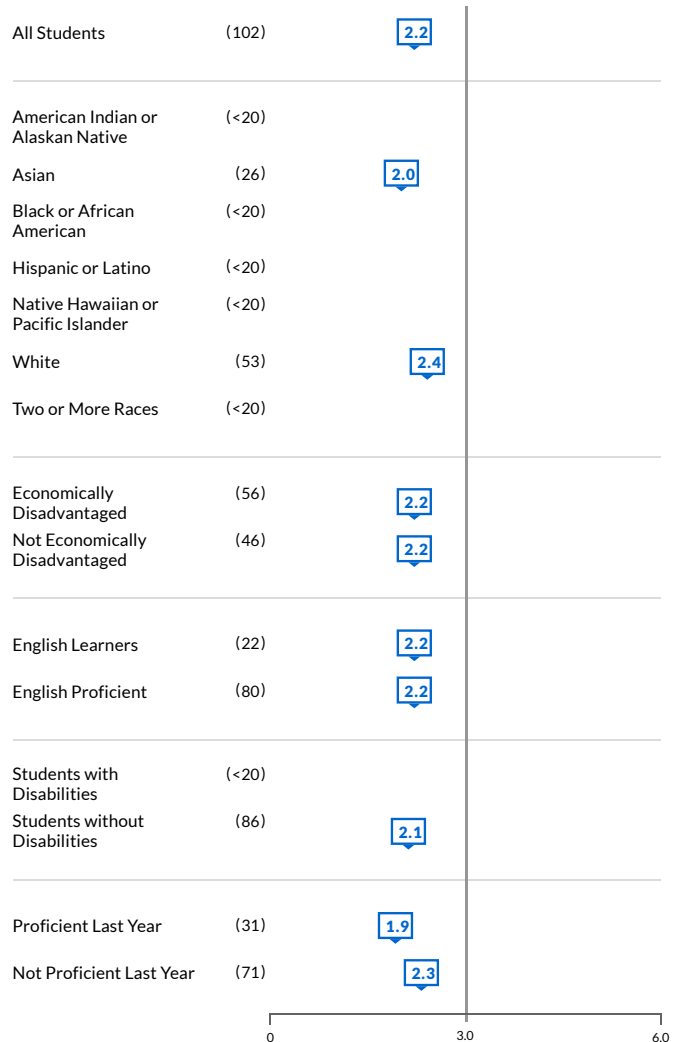 All Students (102) 2.2
American Indian or (<20)
Alaskan Native
Asian (26) 2.0
Black or African (<20)
American
Hispanic or Latino (<20)
Native Hawaiian or (<20)
Pacific Islander
White (53) 2.4
Two or More Races (<20)
Economically (56) 2.2
Disadvantaged
Not Economically (46) 2.2
Disadvantaged
English Learners (22) 2.2
English Proficient (80) 2.2
Students with (<20)
Disabilities
Students without (86) 2.1
Disabilities
Proficient Last Year (31) 1.9
Not Proficient Last Year (71) 2.3
0 3.0 6.0